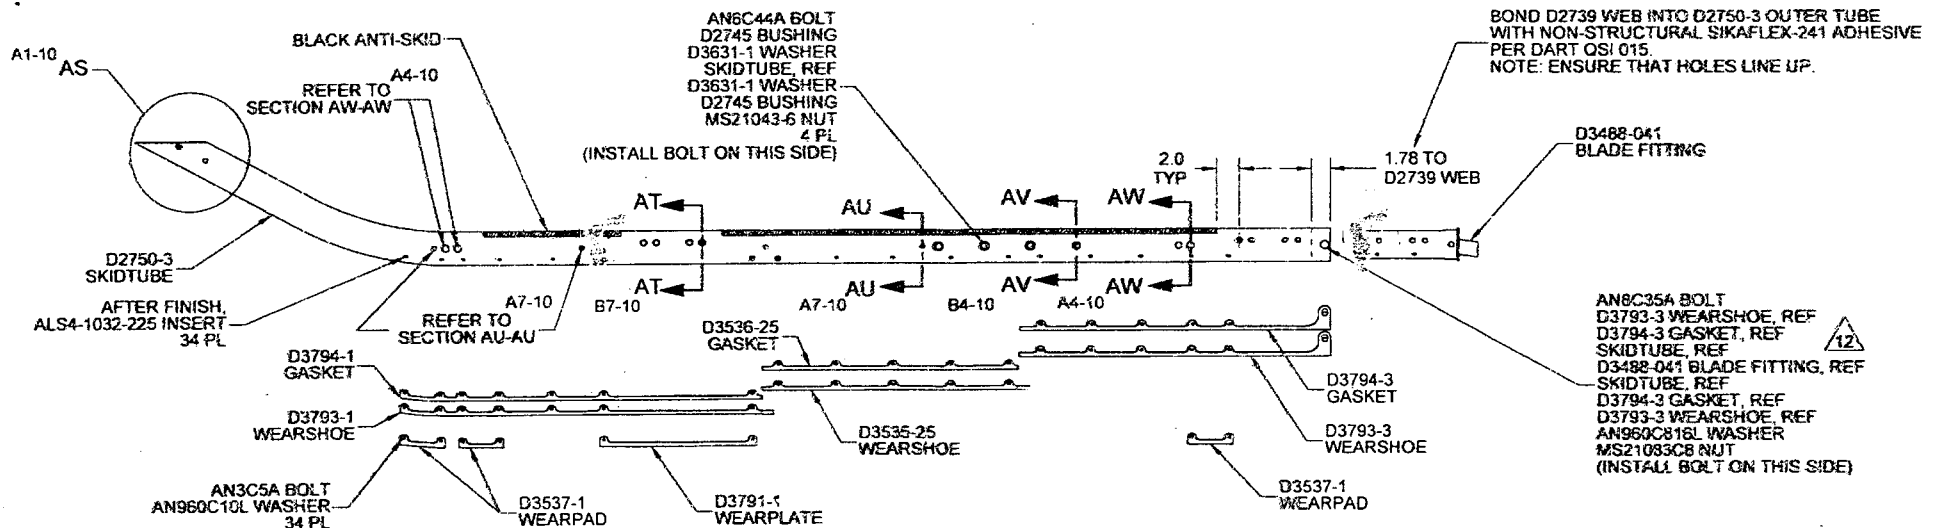 A1-10
AS
BLACK ANTI-SKID
A4-10
REFER TO
SECTION AW-AW
AN6C44A BOLT
D2745 BUSHING
D3631-1 WASHER
SKIDTUBE, REF
D3631-1 WASHER
D2745 BUSHING
MS21043-6 NUT
4 PL
(INSTALL BOLT ON THIS SIDE)
BOND D2739 WEB INTO D2750-3 OUTER TUBE
WITH NON-STRUCTURAL SIKAFLEX-241 ADHESIVE
PER DART QSI 015.
NOTE: ENSURE THAT HOLES LINE UP.
2.0
TYP
1.78 TO
D2739 WEB
D3488-041
BLADE FITTING
AT
AU
AV
AW
D2750-3
SKIDTUBE
AT
AU
AV
AW
AFTER FINISH,
ALS4-1032-225 INSERT
34 PL
REFER TO
SECTION AU-AU
A7-10
B7-10
A7-10
B4-10
A4-10
D3794-1
GASKET
D3793-1
WEARSHOE
D3536-25
GASKET
D3535-25
WEARSHOE
D3794-3
GASKET
D3793-3
WEARSHOE
AN3C5A BOLT
AN960C10L WASHER
34 PL
D3537-1
WEARPAD
D3791-1
WEARPLATE
D3537-1
WEARPAD
AN8C35A BOLT
D3793-3 WEARSHOE, REF
D3794-3 GASKET, REF
SKIDTUBE, REF
D3488-041 BLADE FITTING, REF
SKIDTUBE, REF
D3794-3 GASKET, REF
D3793-3 WEARSHOE, REF
AN960C816L WASHER
MS21083C8 NUT
(INSTALL BOLT ON THIS SIDE)
12